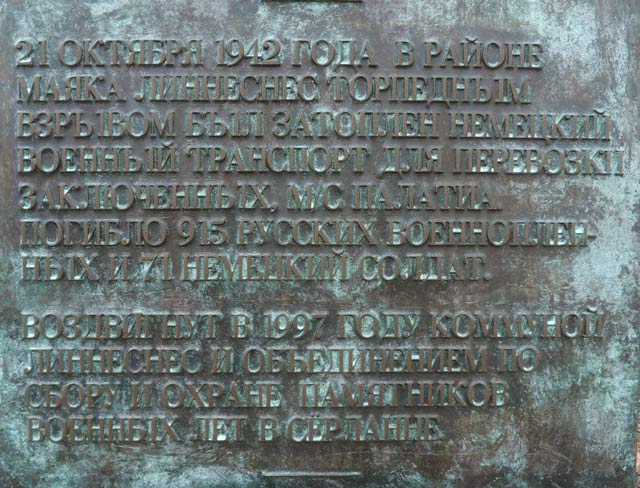 21 ОКТЯБРЯ 1942 ГОДА В РАЙОНЕ
МАЯКА ЛИННЕСНЕС ТОРПЕДНЫМ
ВЗРЫВОМ БЫЛ ЗАТОПЛЕН НЕМЕЦКИЙ
ВОЕННЫЙ ТРАНСПОРТ ДЛЯ ПЕРЕВОЗКИ
ЗАКЛЮЧЕННЫХ, М/С ПАЛАТИА.
ПОГИБЛО 915 РУССКИХ ВОЕННОПЛЕН-
НЫХ И 71 НЕМЕЦКИЙ СОЛДАТ.
ВОЗДВИГНУТ В 1997 ГОДУ КОММУНОЙ
ЛИННЕСНЕС И ОБЪЕДИНЕНИЕМ ПО
СБОРУ И ОХРАНЕ ПАМЯТНИКОВ
ВОЕННЫХ ЛЕТ В СЁРЛАНДЕ